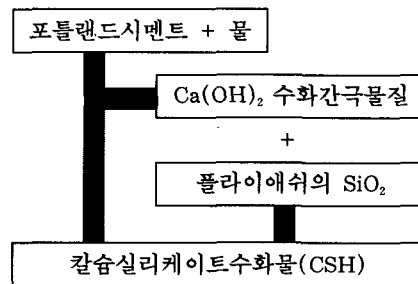 포틀랜드시멘트 + 물
Ca(OH)₂ 수화간극물질
+
플라이애쉬의 SiO₂
칼슘실리케이트수화물(CSH)